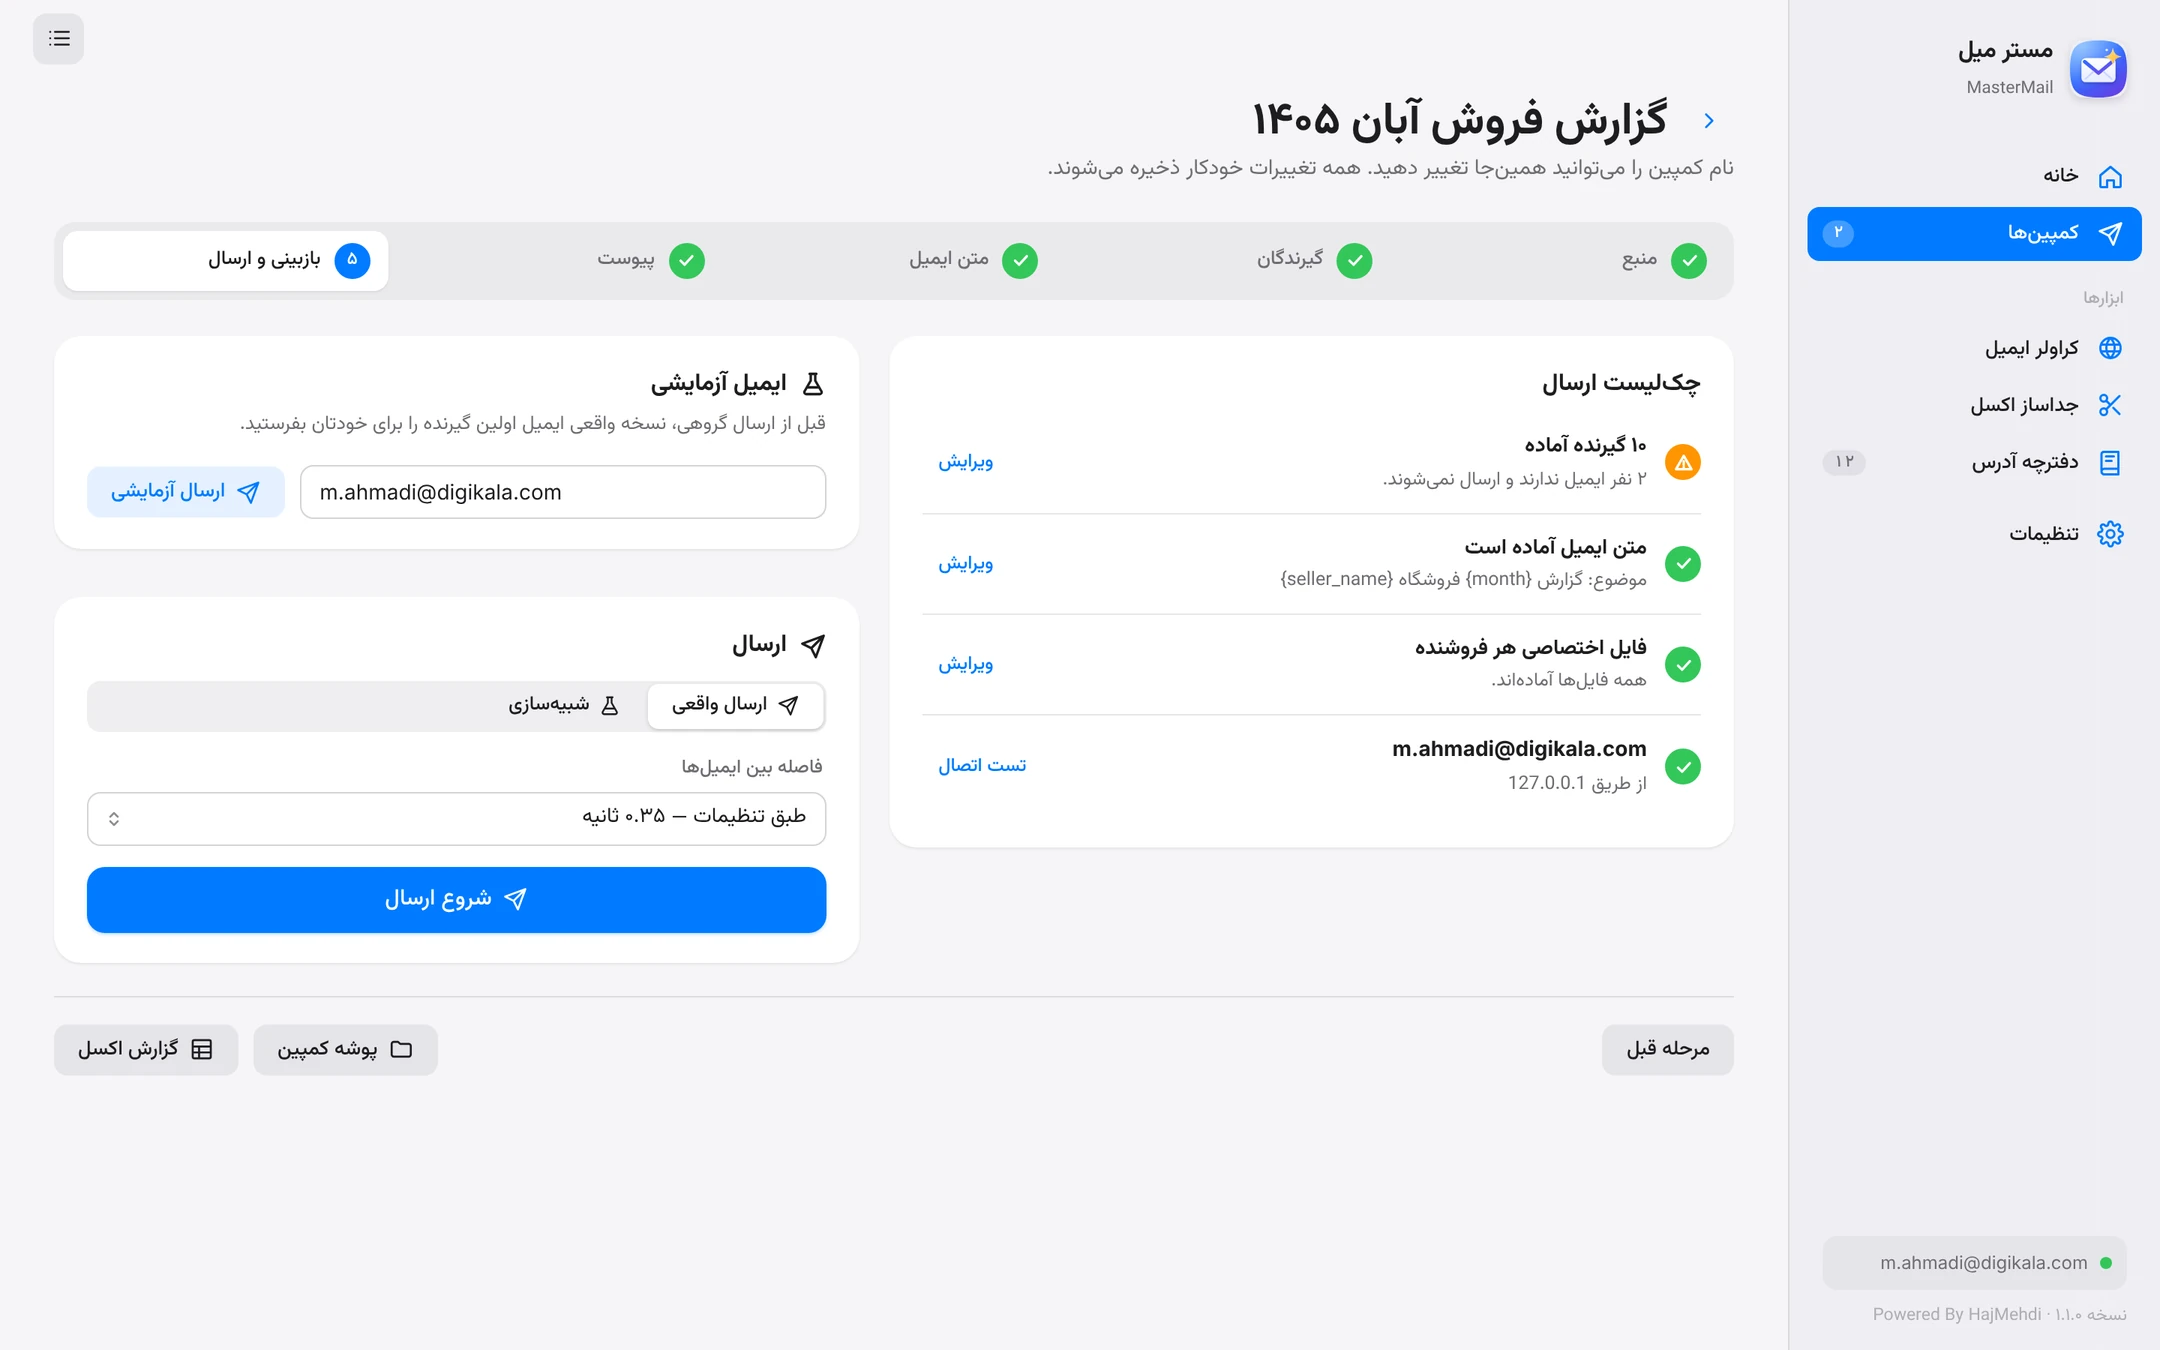 مستر میل
MasterMail
خانه
کمپین‌ها
۲
ابزارها
کراولر ایمیل
جداساز اکسل
دفترچه آدرس
۱۲
تنظیمات
m.ahmadi@digikala.com
نسخه ۱.۱.۰ · Powered By HajMehdi
گزارش فروش آبان ۱۴۰۵
نام کمپین را می‌توانید همین‌جا تغییر دهید. همه تغییرات خودکار ذخیره می‌شوند.
منبع
گیرندگان
متن ایمیل
پیوست
۵ بازبینی و ارسال
چک‌لیست ارسال
۱۰ گیرنده آماده
۲ نفر ایمیل ندارند و ارسال نمی‌شوند.
ویرایش
متن ایمیل آماده است
موضوع: گزارش {month} فروشگاه {seller_name}
ویرایش
فایل اختصاصی هر فروشنده
همه فایل‌ها آماده‌اند.
ویرایش
m.ahmadi@digikala.com
از طریق 127.0.0.1
تست اتصال
ایمیل آزمایشی
قبل از ارسال گروهی، نسخه واقعی ایمیل اولین گیرنده را برای خودتان بفرستید.
m.ahmadi@digikala.com
ارسال آزمایشی
ارسال
ارسال واقعی
شبیه‌سازی
فاصله بین ایمیل‌ها
طبق تنظیمات — ۰.۳۵ ثانیه
شروع ارسال
مرحله قبل
پوشه کمپین
گزارش اکسل